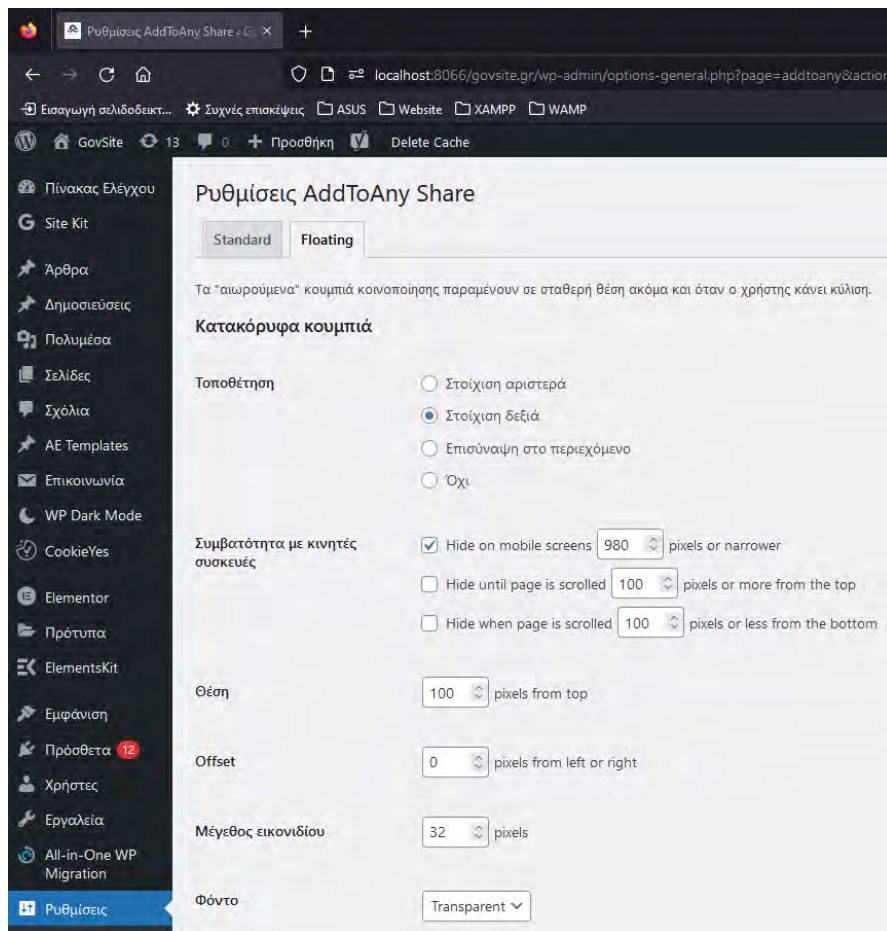 Ρυθμίσεις AddToAny Share ‹ G
localhost:8066/govsite.gr/wp-admin/options-general.php?page=addtoany&action
Εισαγωγή σελιδοδεικτ... Συχνές επισκέψεις ASUS Website XAMPP WAMP
GovSite 13 0 Προσθήκη Delete Cache
Πίνακας Ελέγχου
Site Kit
Άρθρα
Δημοσιεύσεις
Πολυμέσα
Σελίδες
Σχόλια
AE Templates
Επικοινωνία
WP Dark Mode
CookieYes
Elementor
Πρότυπα
ElementsKit
Εμφάνιση
Πρόσθετα 12
Χρήστες
Εργαλεία
All-in-One WP
Migration
Ρυθμίσεις
Ρυθμίσεις AddToAny Share
Standard Floating
Τα "αιωρούμενα" κουμπιά κοινοποίησης παραμένουν σε σταθερή θέση ακόμα και όταν ο χρήστης κάνει κύλιση.
Κατακόρυφα κουμπιά
Τοποθέτηση
Στοίχιση αριστερά
Στοίχιση δεξιά
Επισύναψη στο περιεχόμενο
Όχι
Συμβατότητα με κινητές
συσκευές
Hide on mobile screens 980 pixels or narrower
Hide until page is scrolled 100 pixels or more from the top
Hide when page is scrolled 100 pixels or less from the bottom
Θέση 100 pixels from top
Offset 0 pixels from left or right
Μέγεθος εικονιδίου 32 pixels
Φόντο Transparent